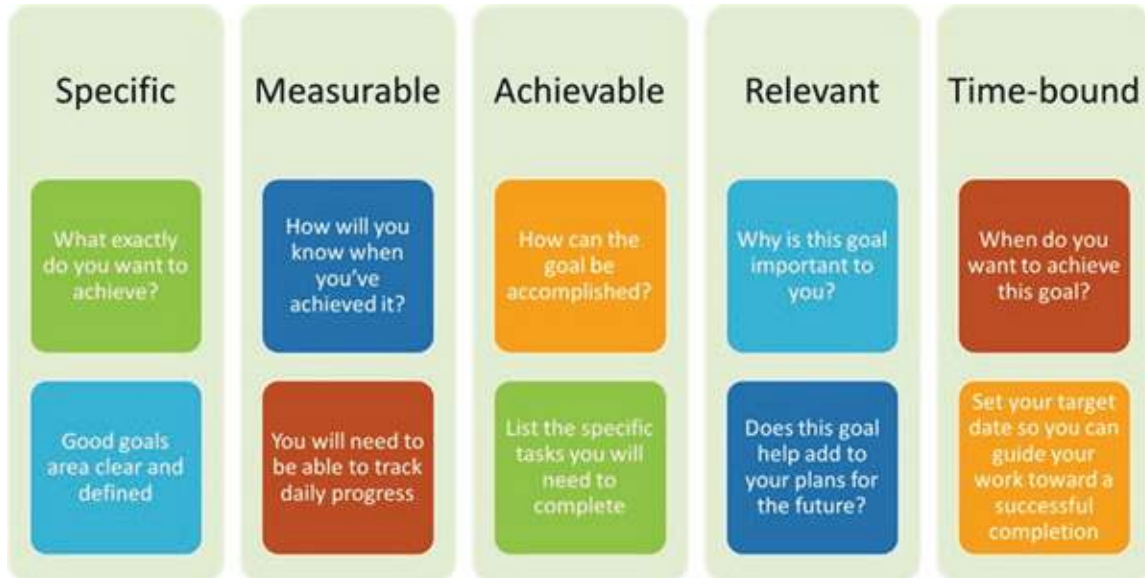 Specific
What exactly
do you want to
achieve?
Good goals
area clear and
defined
Measurable
How will you
know when
you've
achieved it?
You will need to
be able to track
daily progress
Achievable
How can the
goal be
accomplished?
List the specific
tasks you will
need to
complete
Relevant
Why is this goal
important to
you?
Does this goal
help add to
your plans for
the future?
Time-bound
When do you
want to achieve
this goal?
Set your target
date so you can
guide your
work toward a
successful
completion